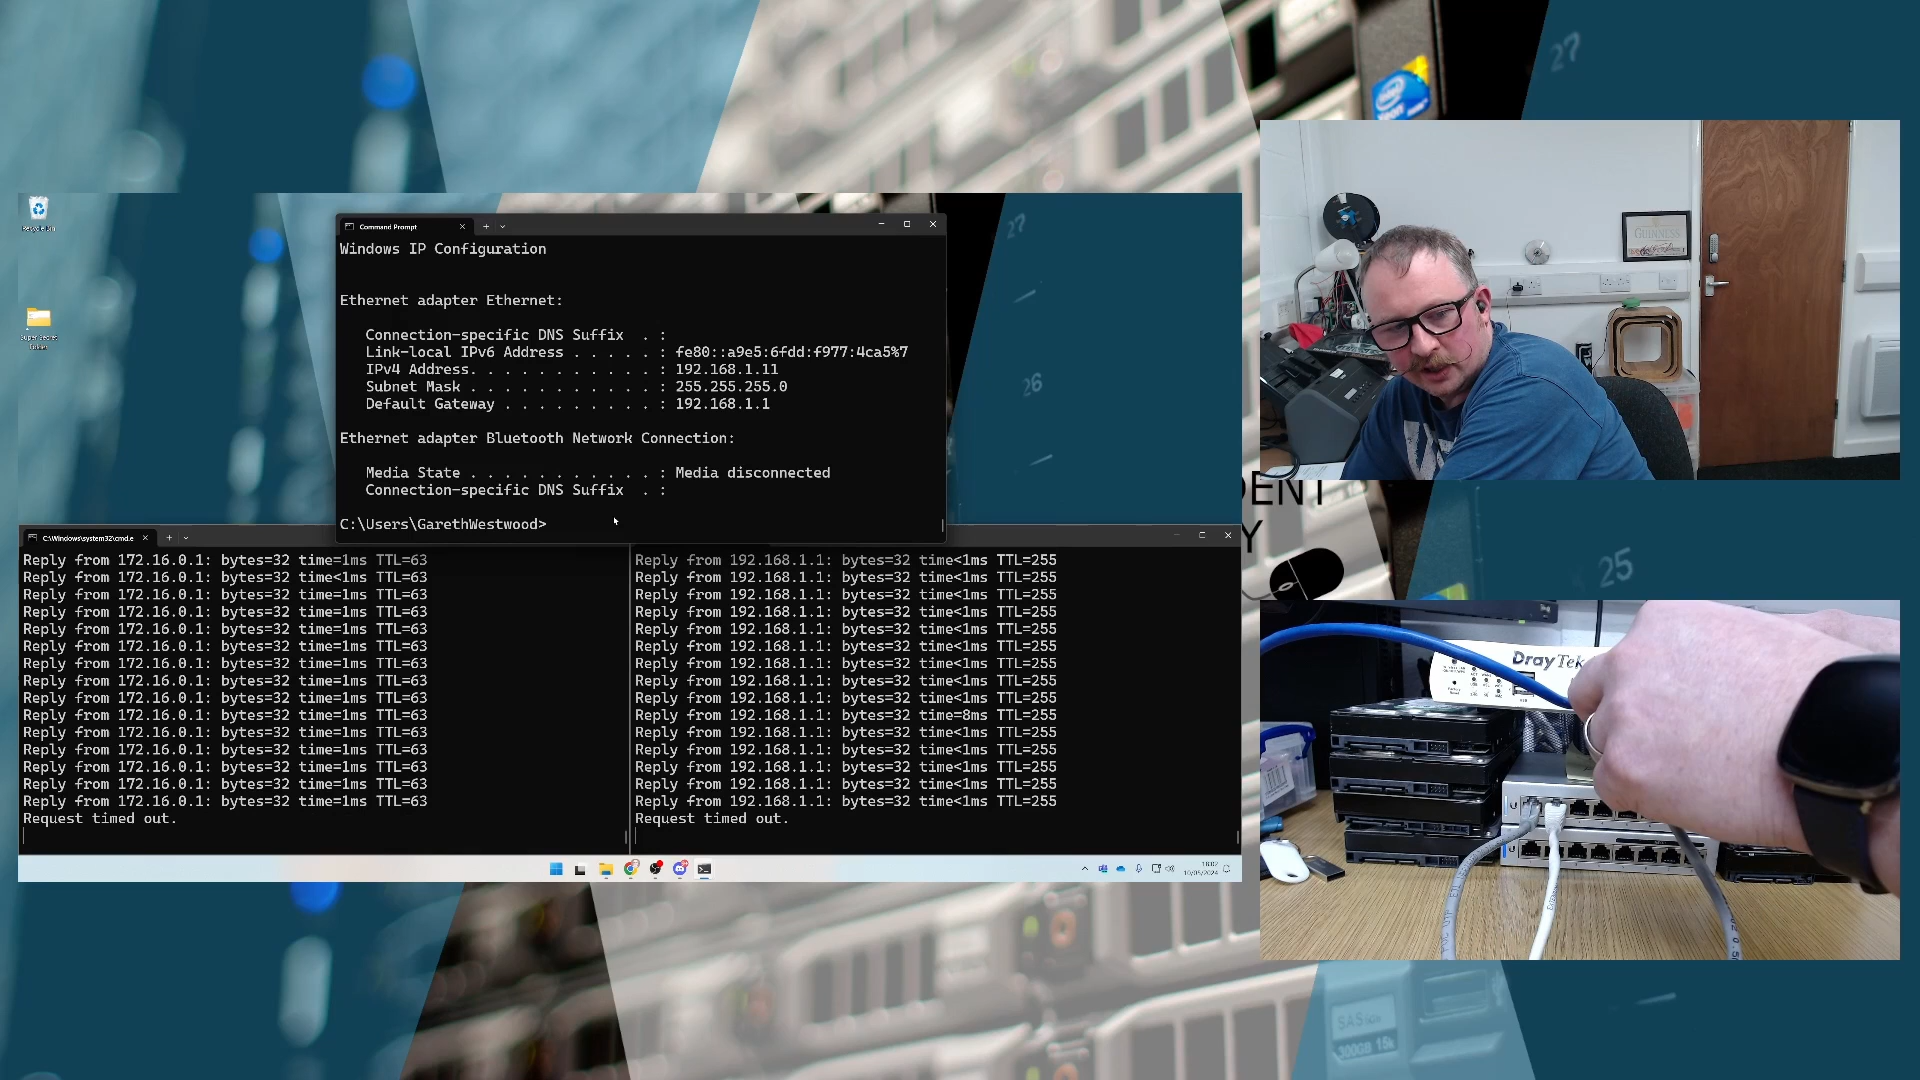 27
intel
Xeon
Recycle Bin
Super Secret
Folder
27
26
Command Prompt
Windows IP Configuration
Ethernet adapter Ethernet:
Connection-specific DNS Suffix . :
Link-local IPv6 Address . . . . . : fe80::a9e5:6fdd:f977:4ca5%7
IPv4 Address. . . . . . . . . . . : 192.168.1.11
Subnet Mask . . . . . . . . . . . : 255.255.255.0
Default Gateway . . . . . . . . . : 192.168.1.1
Ethernet adapter Bluetooth Network Connection:
Media State . . . . . . . . . . . : Media disconnected
Connection-specific DNS Suffix . :
C:\Users\GarethWestwood>
C:\Windows\system32\cmd.e
Reply from 172.16.0.1: bytes=32 time=1ms TTL=63
Reply from 172.16.0.1: bytes=32 time<1ms TTL=63
Reply from 172.16.0.1: bytes=32 time=1ms TTL=63
Reply from 172.16.0.1: bytes=32 time=1ms TTL=63
Reply from 172.16.0.1: bytes=32 time=1ms TTL=63
Reply from 172.16.0.1: bytes=32 time=1ms TTL=63
Reply from 172.16.0.1: bytes=32 time=1ms TTL=63
Reply from 172.16.0.1: bytes=32 time=1ms TTL=63
Reply from 172.16.0.1: bytes=32 time=1ms TTL=63
Reply from 172.16.0.1: bytes=32 time=1ms TTL=63
Reply from 172.16.0.1: bytes=32 time=1ms TTL=63
Reply from 172.16.0.1: bytes=32 time=1ms TTL=63
Reply from 172.16.0.1: bytes=32 time=1ms TTL=63
Reply from 172.16.0.1: bytes=32 time=1ms TTL=63
Reply from 172.16.0.1: bytes=32 time=1ms TTL=63
Request timed out.
Reply from 192.168.1.1: bytes=32 time<1ms TTL=255
Reply from 192.168.1.1: bytes=32 time<1ms TTL=255
Reply from 192.168.1.1: bytes=32 time<1ms TTL=255
Reply from 192.168.1.1: bytes=32 time<1ms TTL=255
Reply from 192.168.1.1: bytes=32 time<1ms TTL=255
Reply from 192.168.1.1: bytes=32 time<1ms TTL=255
Reply from 192.168.1.1: bytes=32 time<1ms TTL=255
Reply from 192.168.1.1: bytes=32 time<1ms TTL=255
Reply from 192.168.1.1: bytes=32 time<1ms TTL=255
Reply from 192.168.1.1: bytes=32 time=8ms TTL=255
Reply from 192.168.1.1: bytes=32 time<1ms TTL=255
Reply from 192.168.1.1: bytes=32 time<1ms TTL=255
Reply from 192.168.1.1: bytes=32 time<1ms TTL=255
Reply from 192.168.1.1: bytes=32 time<1ms TTL=255
Reply from 192.168.1.1: bytes=32 time<1ms TTL=255
Request timed out.
18:02
10/05/2024
GUINNESS
DENT
Y
25
DrayTek
SAS
300GB 15k